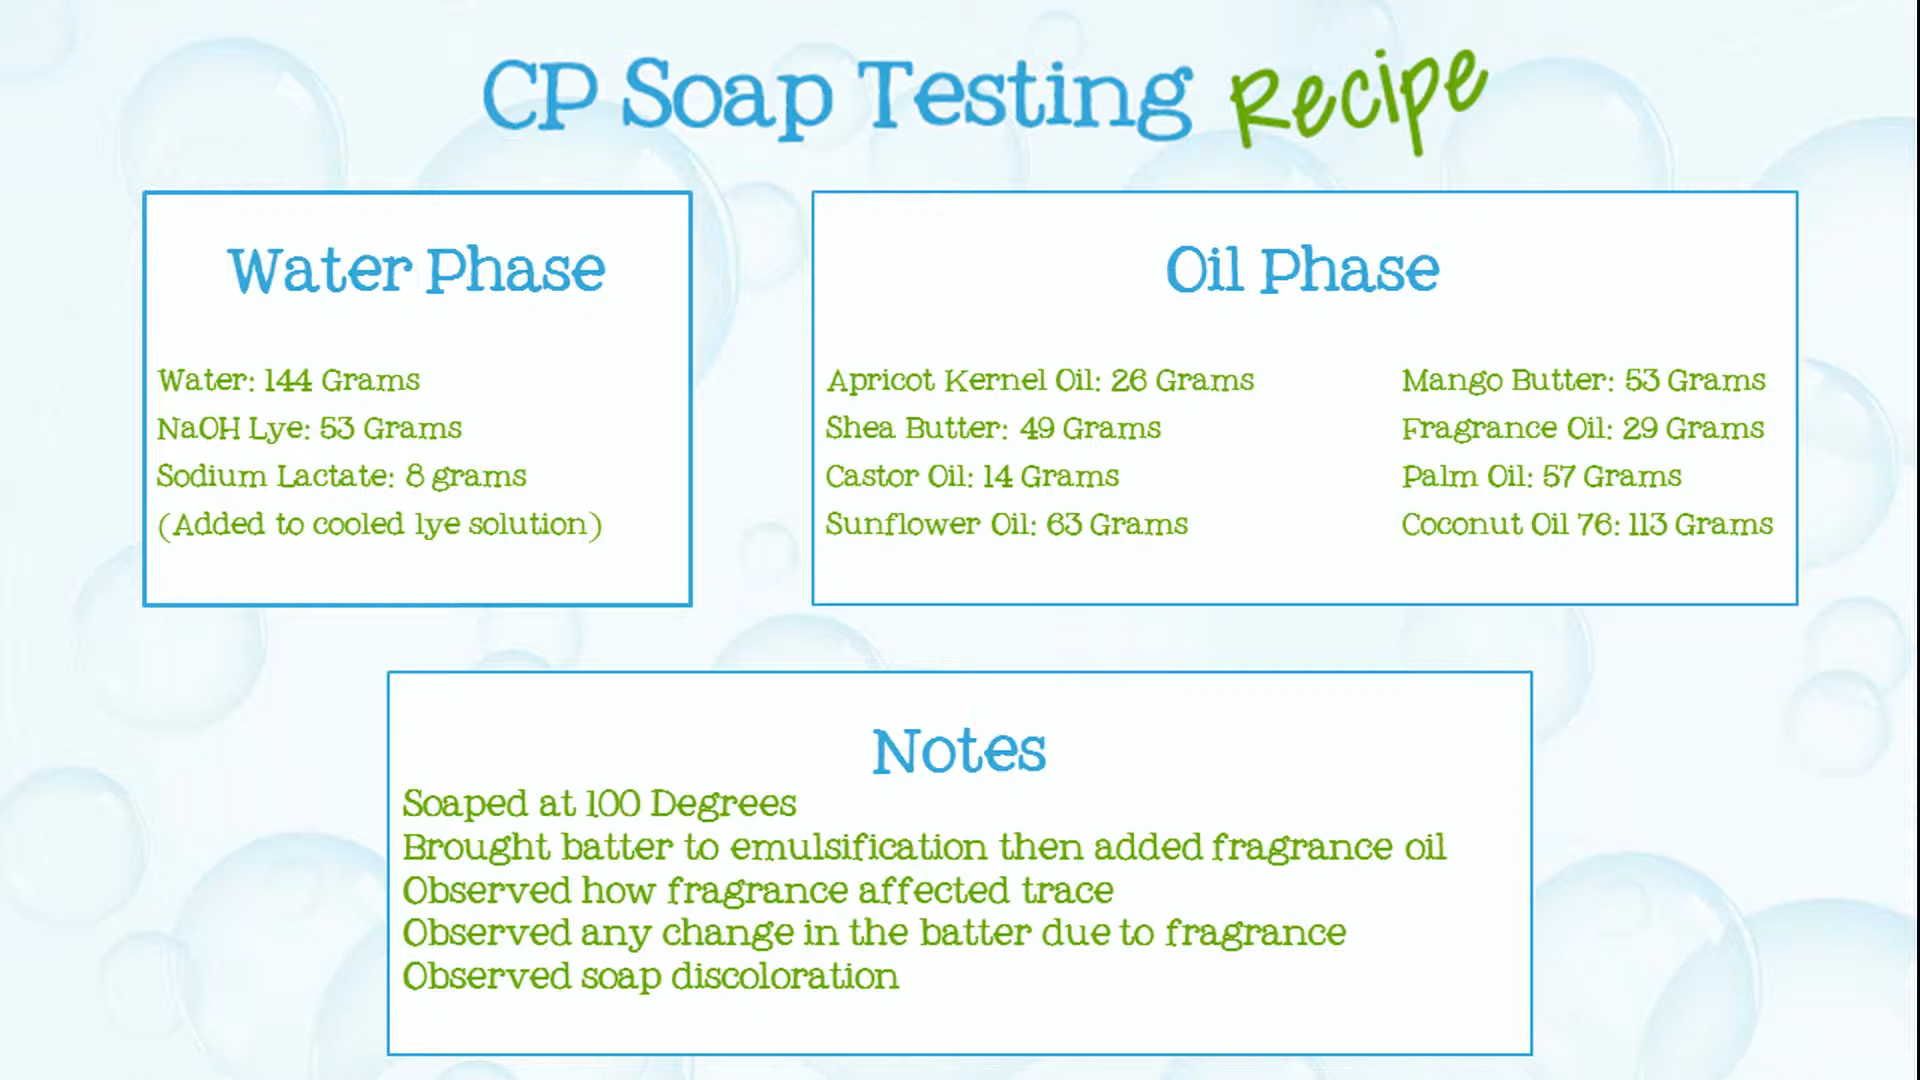 CP Soap Testing Recipe
Water Phase
Water: 144 Grams
NaOH Lye: 53 Grams
Sodium Lactate: 8 grams
(Added to cooled lye solution)
Oil Phase
Apricot Kernel Oil: 26 Grams
Shea Butter: 49 Grams
Castor Oil: 14 Grams
Sunflower Oil: 63 Grams
Mango Butter: 53 Grams
Fragrance Oil: 29 Grams
Palm Oil: 57 Grams
Coconut Oil 76: 113 Grams
Notes
Soaped at 100 Degrees
Brought batter to emulsification then added fragrance oil
Observed how fragrance affected trace
Observed any change in the batter due to fragrance
Observed soap discoloration